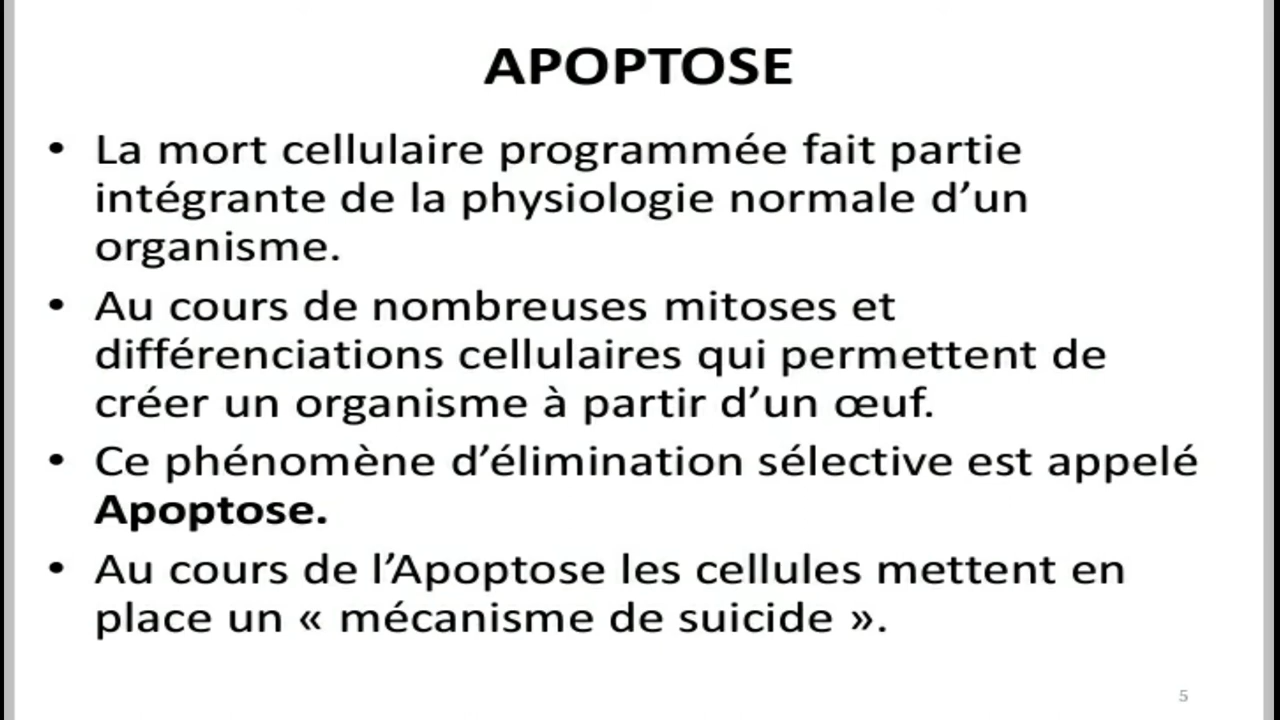 APOPTOSE
• La mort cellulaire programmée fait partie
intégrante de la physiologie normale d’un
organisme.
• Au cours de nombreuses mitoses et
différenciations cellulaires qui permettent de
créer un organisme à partir d’un œuf.
• Ce phénomène d’élimination sélective est appelé
Apoptose.
• Au cours de l’Apoptose les cellules mettent en
place un « mécanisme de suicide ».
5